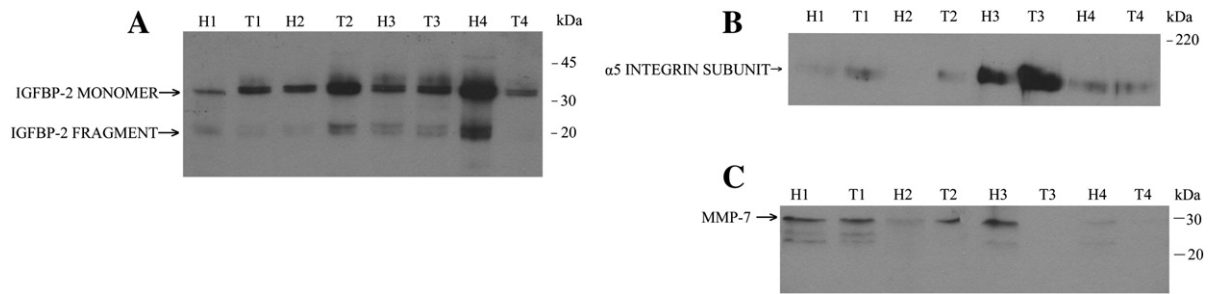 A
H1 T1 H2 T2 H3 T3 H4 T4 kDa
- 45
IGFBP-2 MONOMER→
- 30
IGFBP-2 FRAGMENT→
- 20
B
H1 T1 H2 T2 H3 T3 H4 T4
- 220
α5 INTEGRIN SUBUNIT→
C
H1 T1 H2 T2 H3 T3 H4 T4 kDa
MMP-7 →
—30
—20